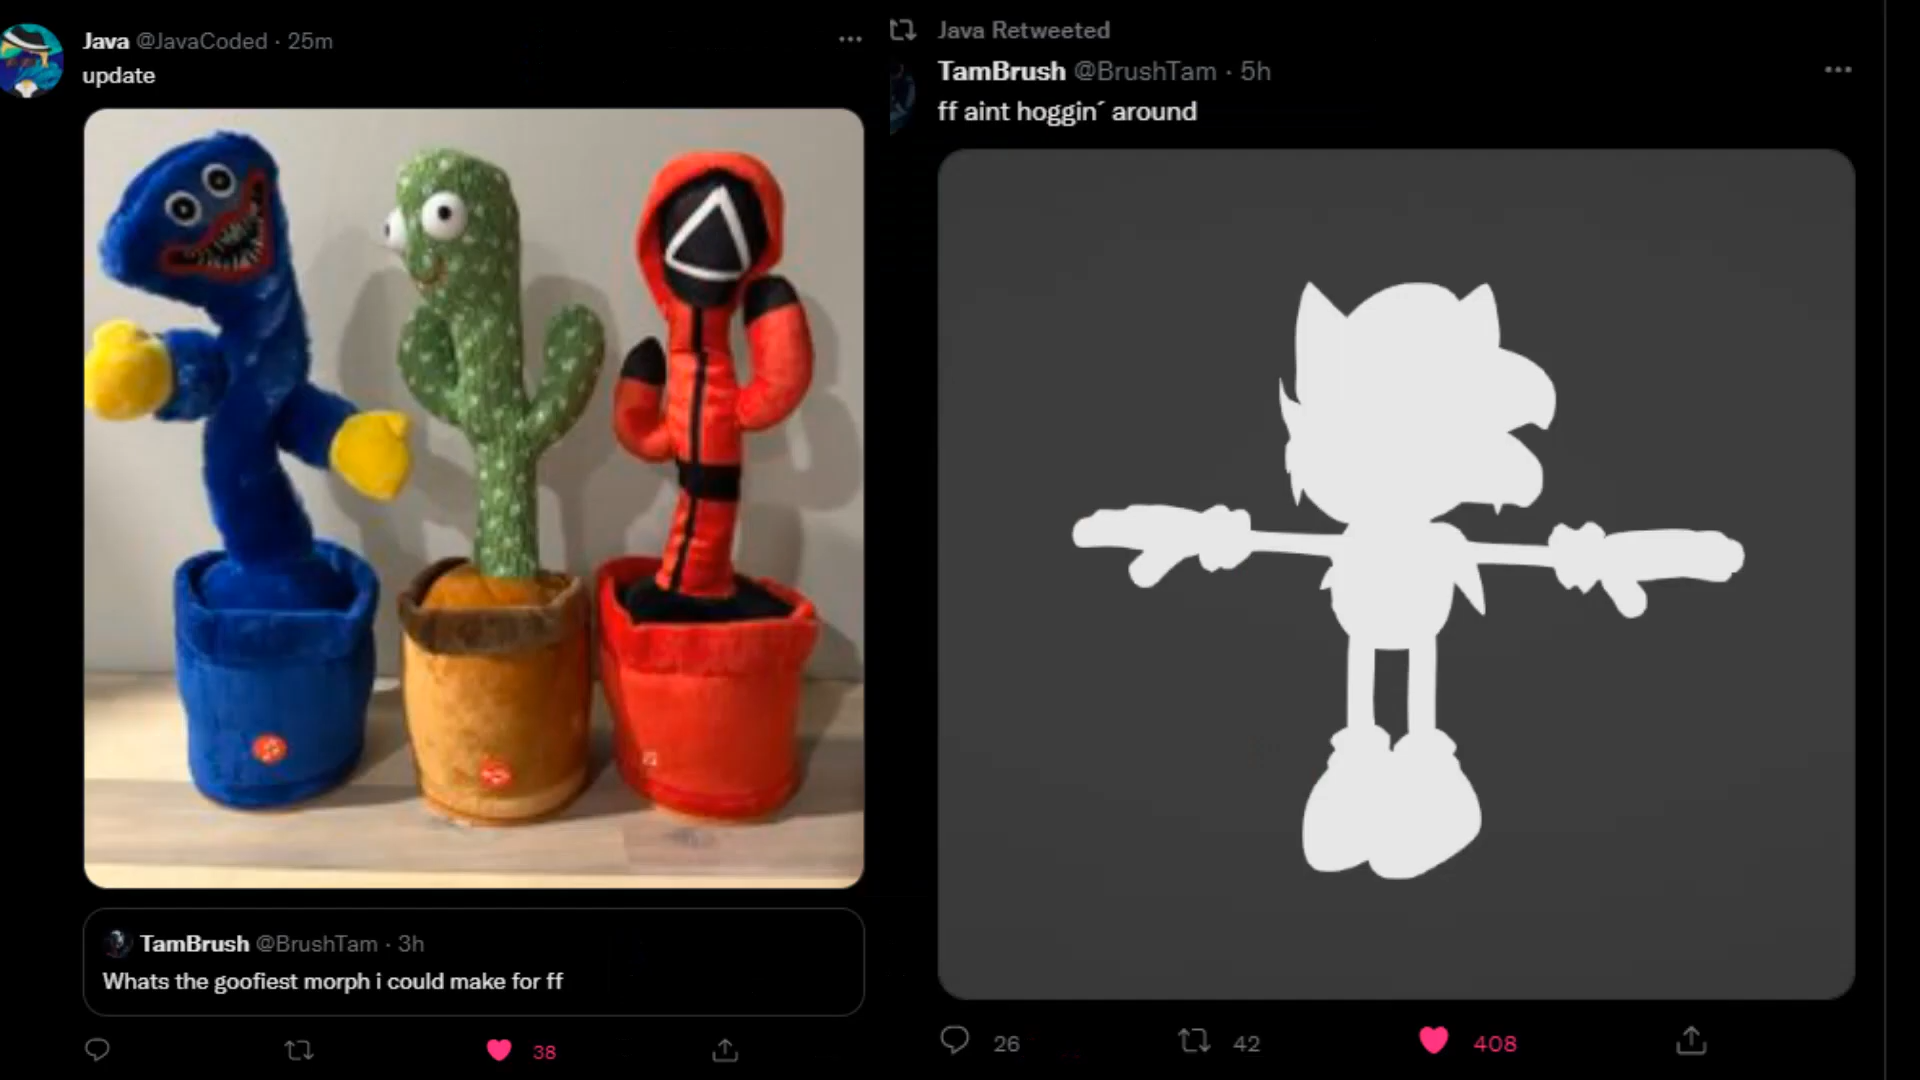 Java @JavaCoded · 25m
update
TamBrush @BrushTam · 3h
Whats the goofiest morph i could make for ff
38
Java Retweeted
TamBrush @BrushTam · 5h
ff aint hoggin´ around
26 42 408